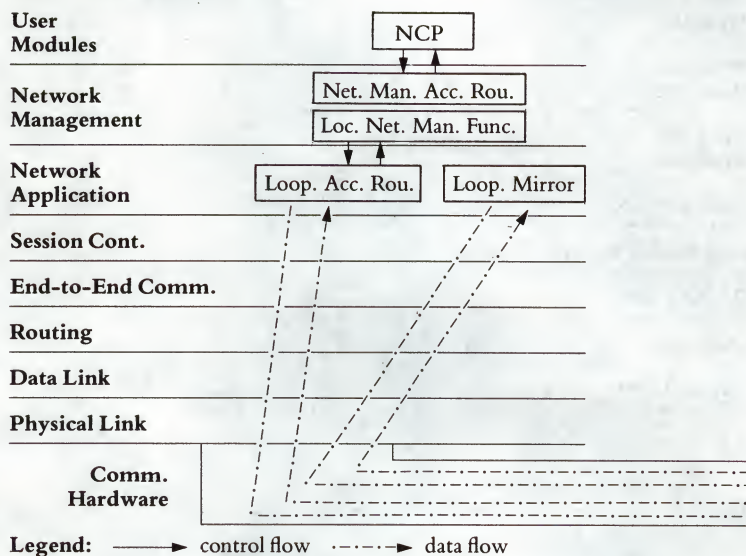 User
Modules
NCP
Network
Management
Net. Man. Acc. Rou.
Loc. Net. Man. Func.
Network
Application
Loop. Acc. Rou.
Loop. Mirror
Session Cont.
End-to-End Comm.
Routing
Data Link
Physical Link
Comm.
Hardware
Legend: control flow data flow